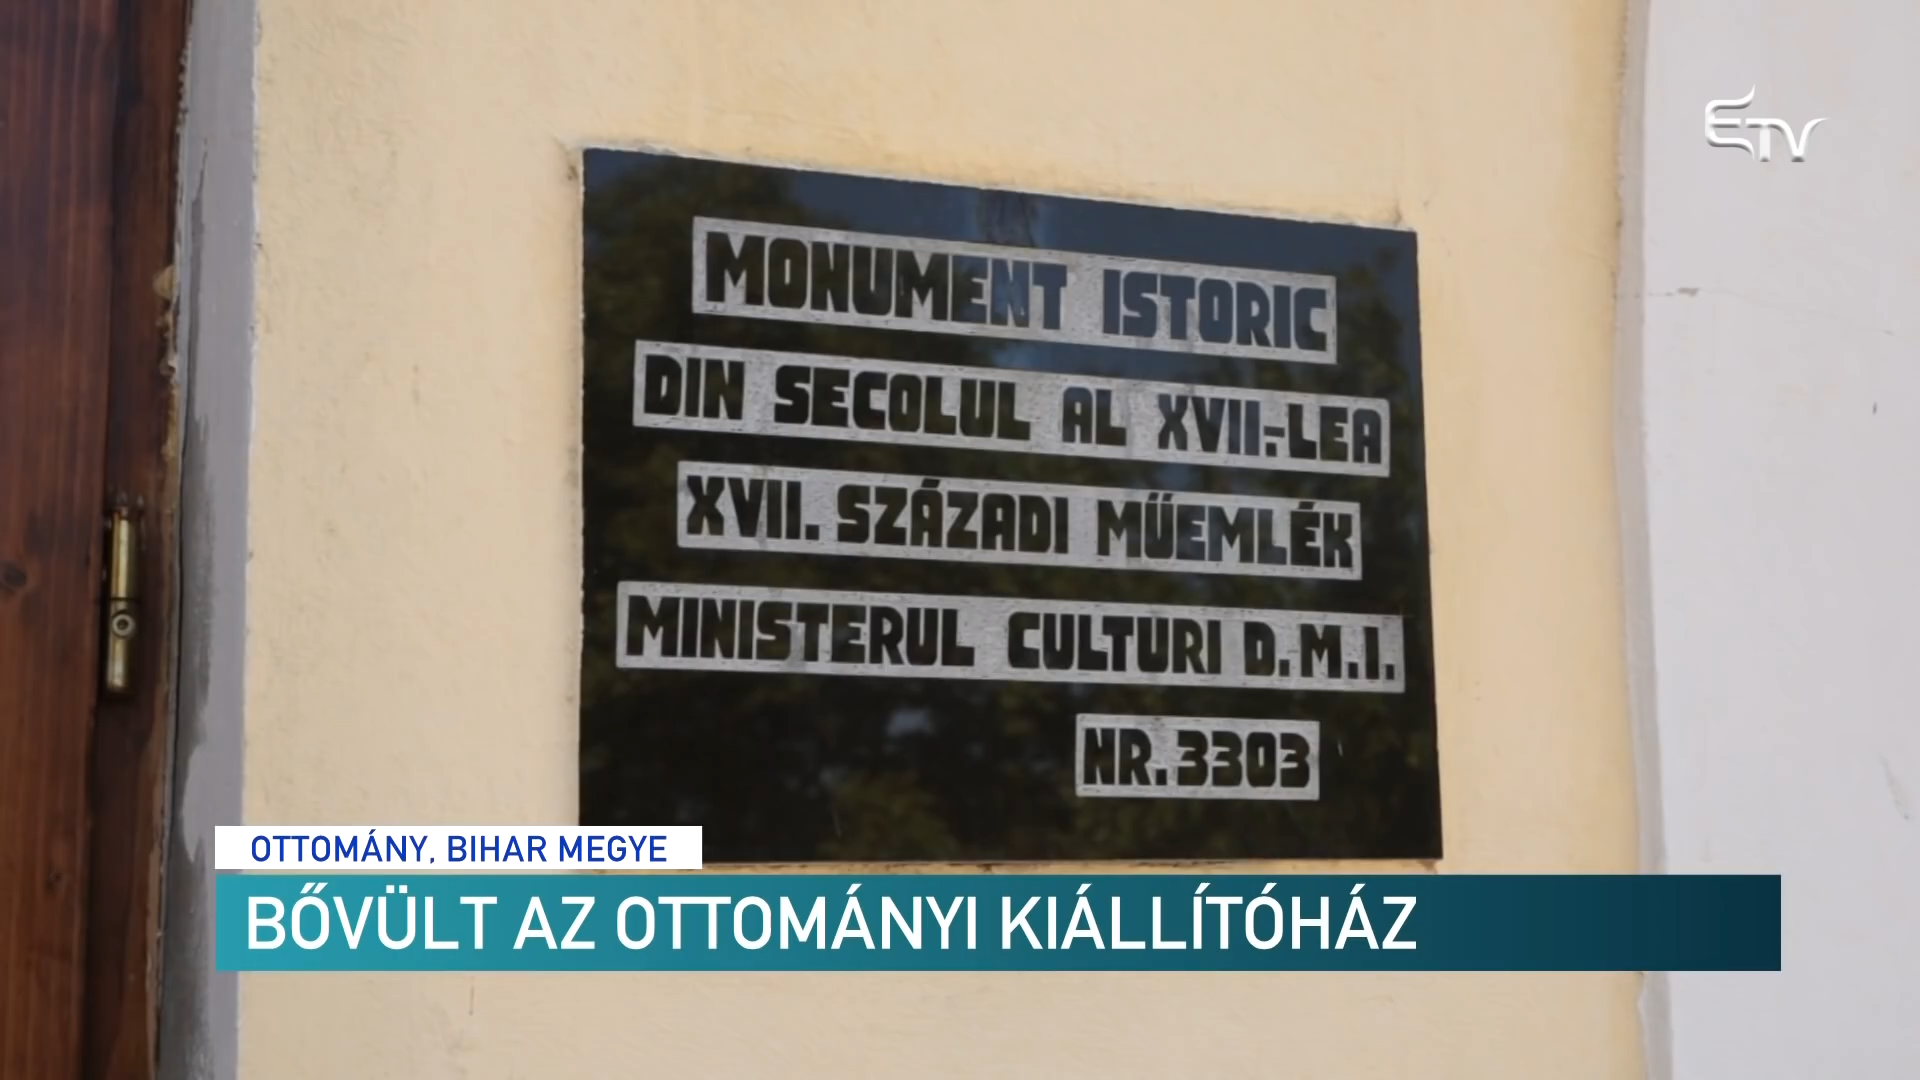 ETV
MONUMENT ISTORIC
DIN SECOLUL AL XVII.-LEA
XVII. SZÁZADI MŰEMLÉK
MINISTERUL CULTURI D.M.I.
NR. 3303
OTTOMÁNY, BIHAR MEGYE
BŐVÜLT AZ OTTOMÁNYI KIÁLLÍTÓHÁZ